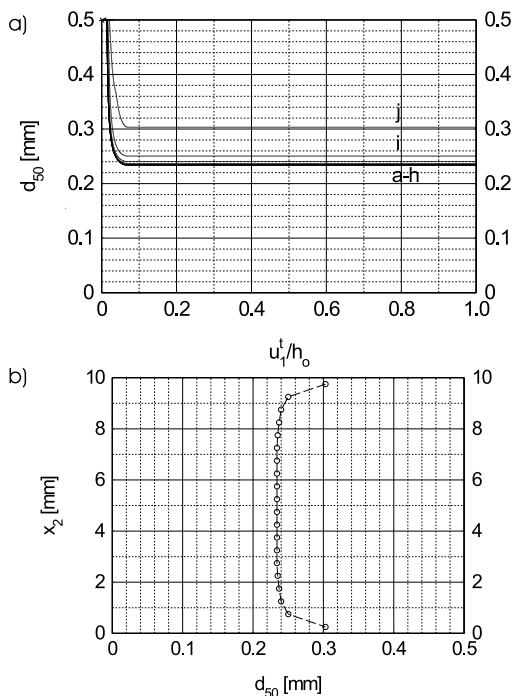 a)
0.5 0.5
0.4 0.4
j
0.3 0.3
i
d50 [mm]
a-h
0.2 0.2
0.1 0.1
0 0
0 0.2 0.4 0.6 0.8 1.0
u1t/ho
b)
10 10
8 8
6 6
x2 [mm]
4 4
2 2
0 0
0 0.1 0.2 0.3 0.4 0.5
d50 [mm]